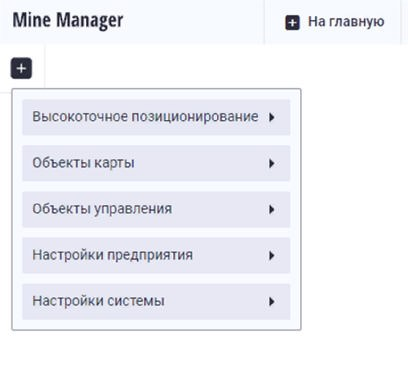 Mine Manager
На главную
Высокоточное позиционирование
Объекты карты
Объекты управления
Настройки предприятия
Настройки системы